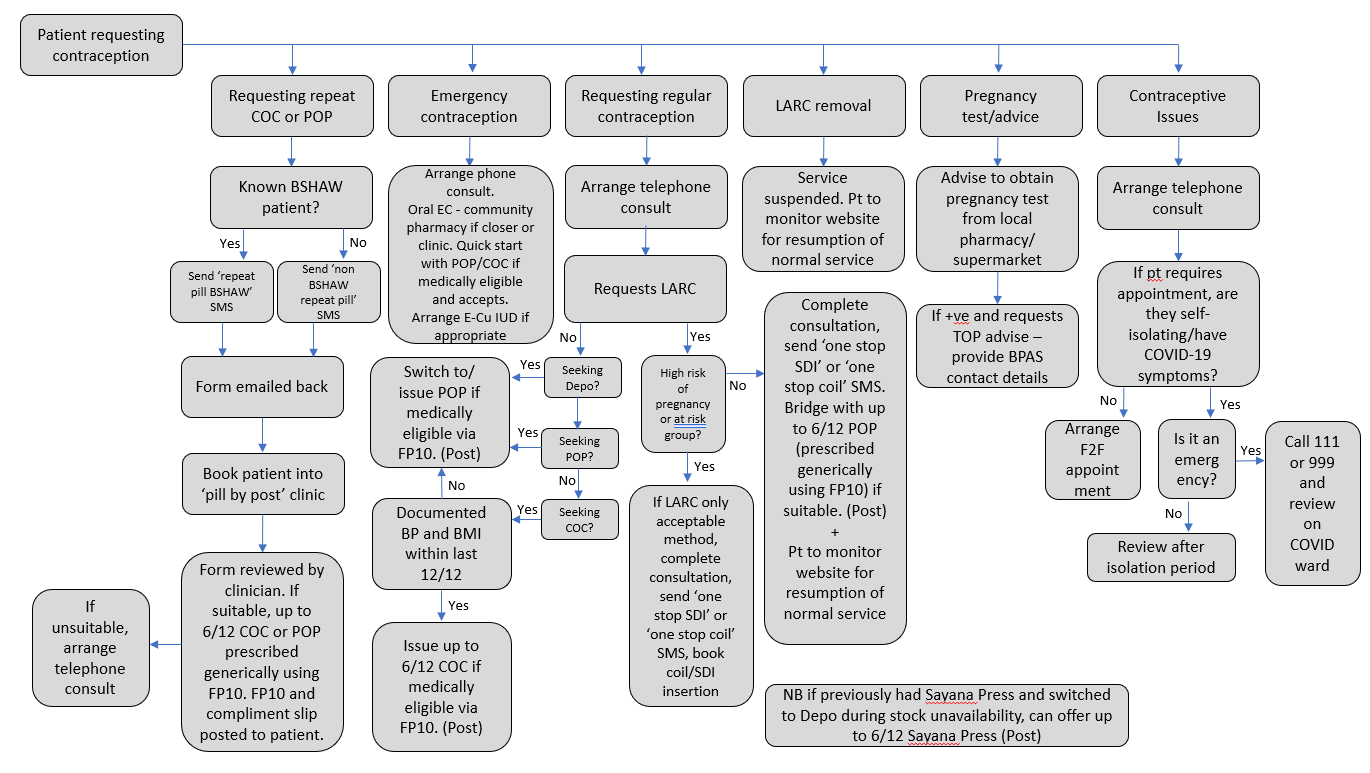 Patient requesting
contraception
Requesting repeat
COC or POP
Emergency
contraception
Requesting regular
contraception
LARC removal
Pregnancy
test/advice
Contraceptive
Issues
Known BSHAW
patient?
Yes
No
Send ‘repeat
pill BSHAW’
SMS
Send ‘non
BSHAW
repeat pill’
SMS
Form emailed back
Book patient into
‘pill by post’ clinic
Form reviewed by
clinician. If
suitable, up to
6/12 COC or POP
prescribed
generically using
FP10. FP10 and
compliment slip
posted to patient.
If
unsuitable,
arrange
telephone
consult
Arrange phone
consult.
Oral EC - community
pharmacy if closer or
clinic. Quick start
with POP/COC if
medically eligible
and accepts.
Arrange E-Cu IUD if
appropriate
Arrange telephone
consult
Requests LARC
No
Yes
Seeking
Depo?
Yes
Switch to/
issue POP if
medically
eligible via
FP10. (Post)
Seeking
POP?
Yes
No
Seeking
COC?
Yes
No
Documented
BP and BMI
within last
12/12
Yes
Issue up to
6/12 COC if
medically
eligible via
FP10. (Post)
High risk
of
pregnancy
or at risk
group?
No
Yes
If LARC only
acceptable
method,
complete
consultation,
send ‘one
stop SDI’ or
‘one stop coil’
SMS, book
coil/SDI
insertion
Complete
consultation,
send ‘one stop
SDI’ or ‘one
stop coil’ SMS.
Bridge with up
to 6/12 POP
(prescribed
generically
using FP10) if
suitable. (Post)
+
Pt to monitor
website for
resumption of
normal service
Service
suspended. Pt to
monitor website
for resumption of
normal service
Advise to obtain
pregnancy test
from local
pharmacy/
supermarket
If +ve and requests
TOP advise –
provide BPAS
contact details
Arrange telephone
consult
If pt requires
appointment, are
they self-
isolating/have
COVID-19
symptoms?
No
Yes
Arrange
F2F
appoint
ment
Is it an
emerg
ency?
Yes
No
Call 111
or 999
and
review
on
COVID
ward
Review after
isolation period
NB if previously had Sayana Press and switched
to Depo during stock unavailability, can offer up
to 6/12 Sayana Press (Post)